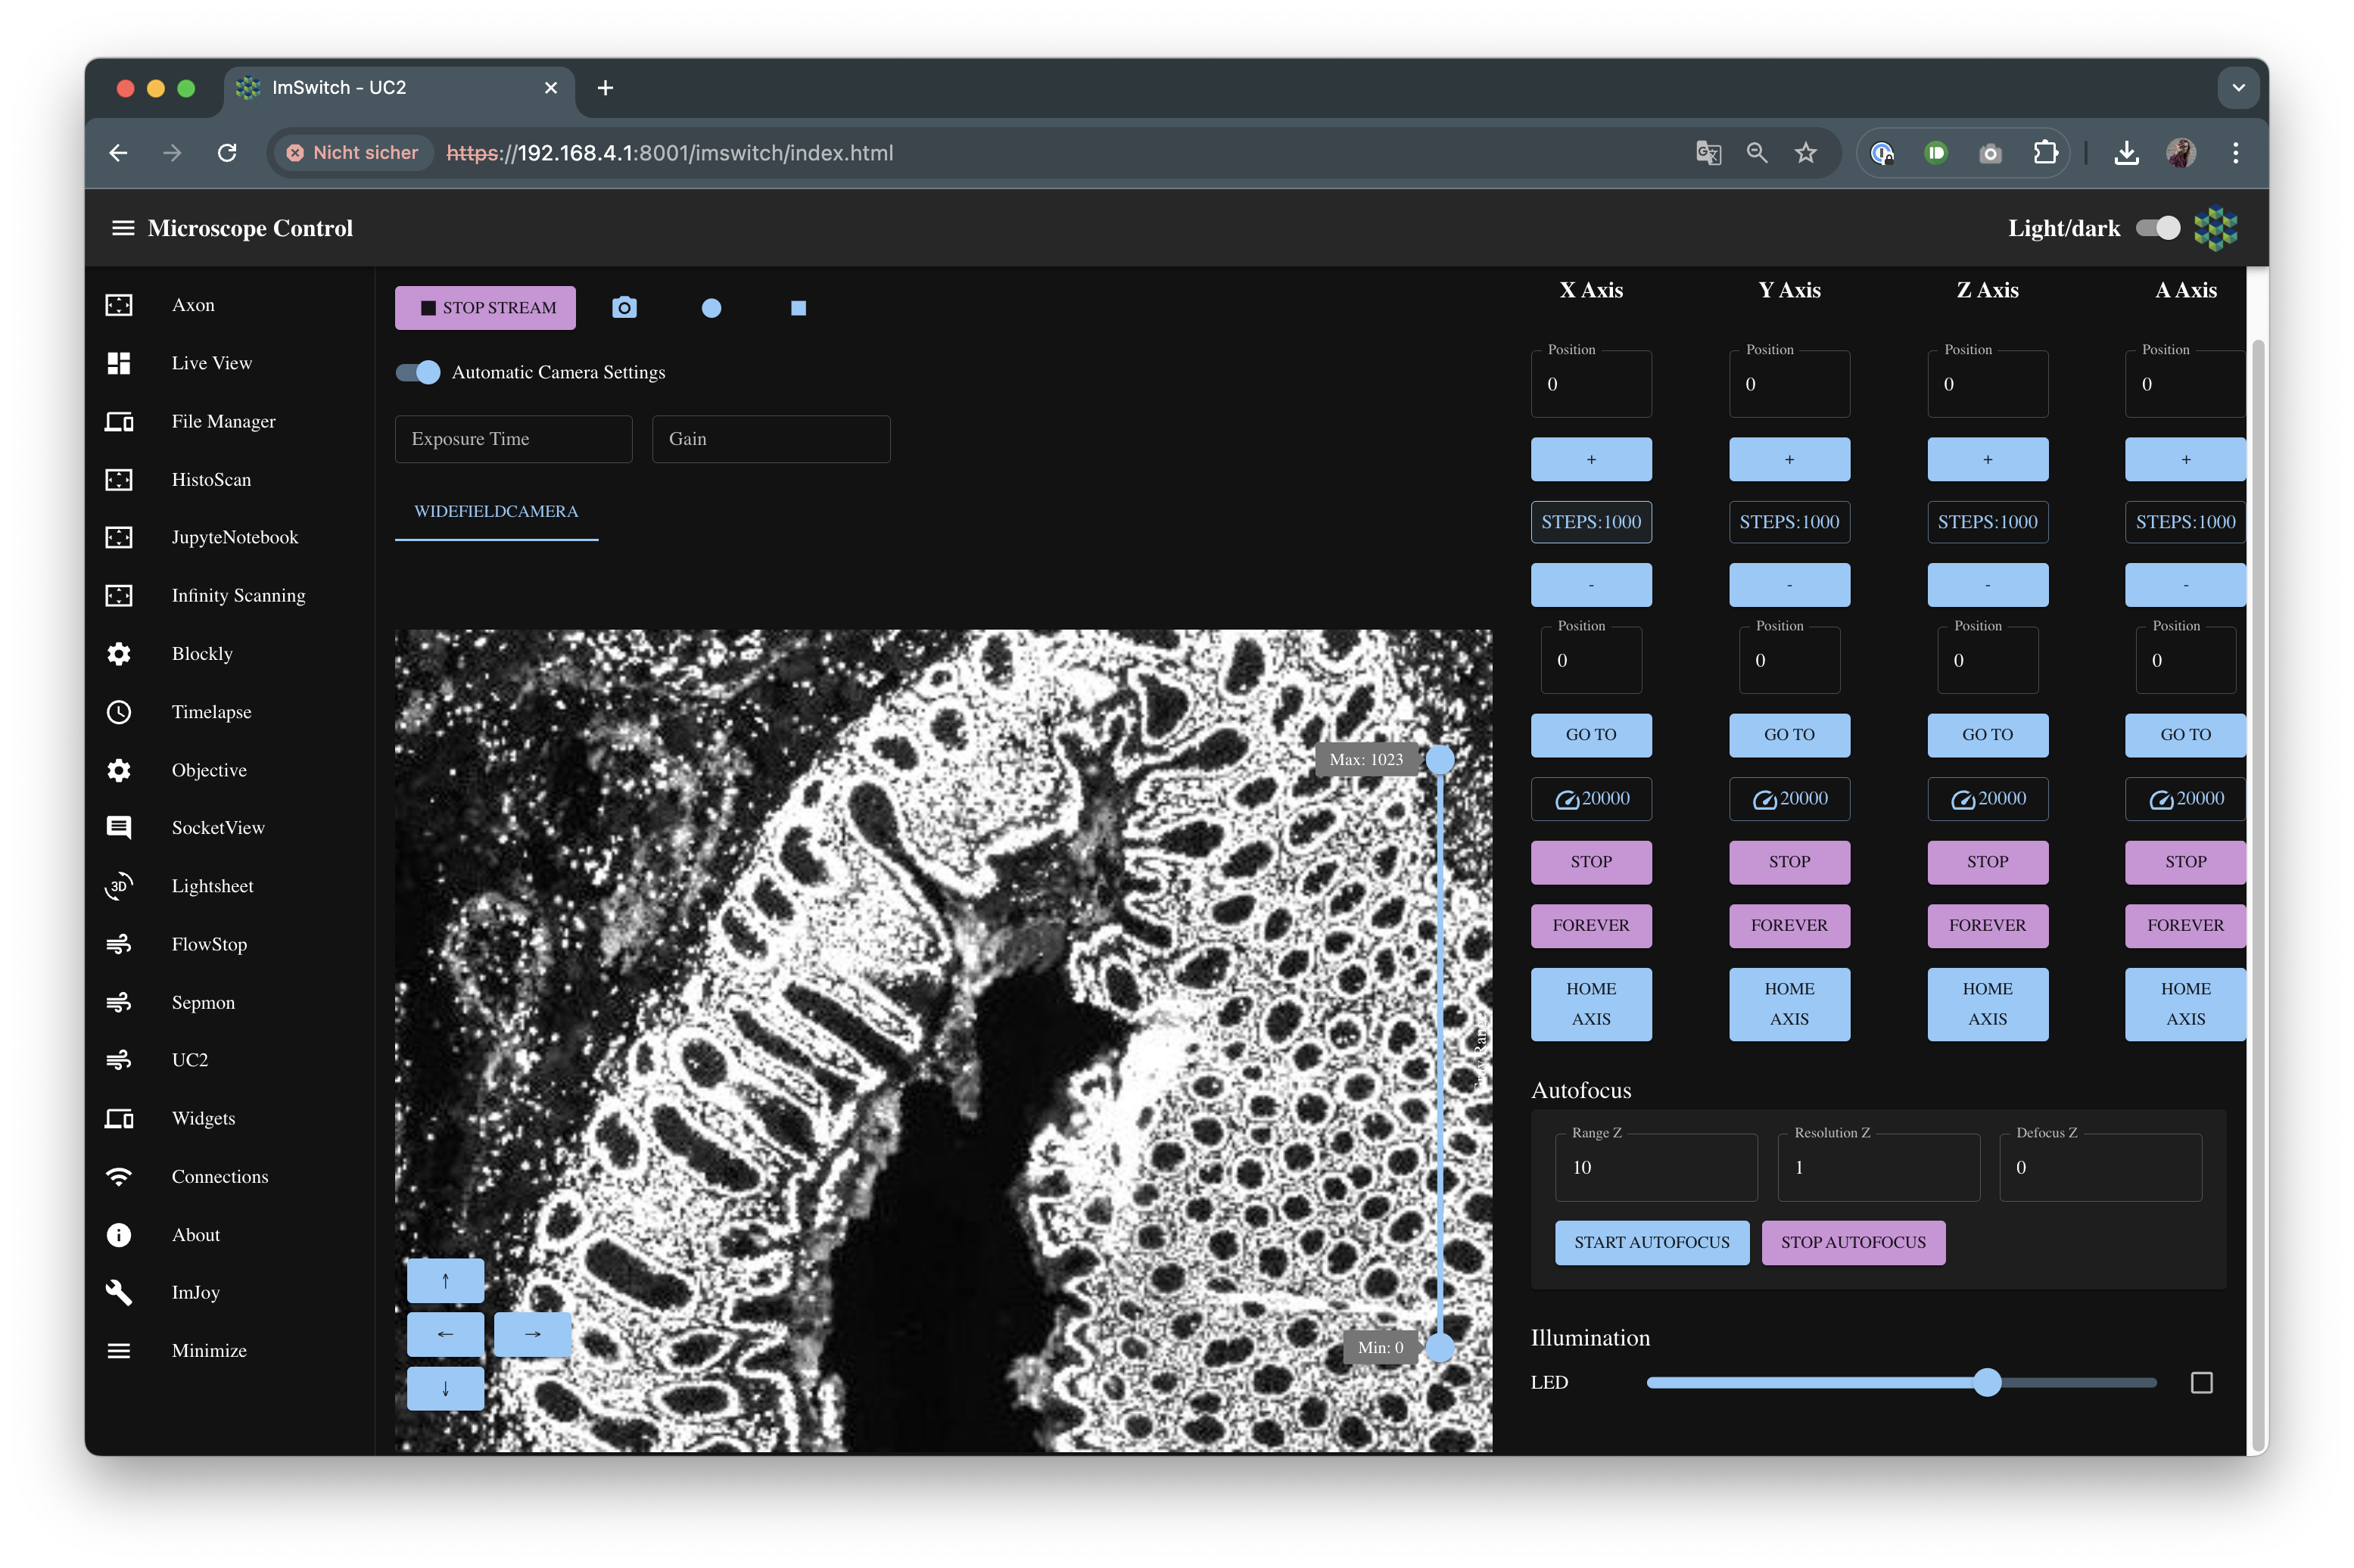 ImSwitch - UC2
Nicht sicher
https://192.168.4.1:8001/imswitch/index.html
Microscope Control
Light/dark
Axon
Live View
File Manager
HistoScan
JupyteNotebook
Infinity Scanning
Blockly
Timelapse
Objective
SocketView
3D
Lightsheet
FlowStop
Sepmon
UC2
Widgets
Connections
About
ImJoy
Minimize
STOP STREAM
Automatic Camera Settings
Exposure Time
Gain
WIDEFIELDCAMERA
Max: 1023
Min: 0
↑
← →
↓
X Axis Y Axis Z Axis A Axis
Position Position Position Position
0 0 0 0
+ + + +
STEPS:1000 STEPS:1000 STEPS:1000 STEPS:1000
- - - -
Position Position Position Position
0 0 0 0
GO TO GO TO GO TO GO TO
20000 20000 20000 20000
STOP STOP STOP STOP
FOREVER FOREVER FOREVER FOREVER
HOME HOME HOME HOME
AXIS AXIS AXIS AXIS
Autofocus
Range Z Resolution Z Defocus Z
10 1 0
START AUTOFOCUS STOP AUTOFOCUS
Illumination
LED